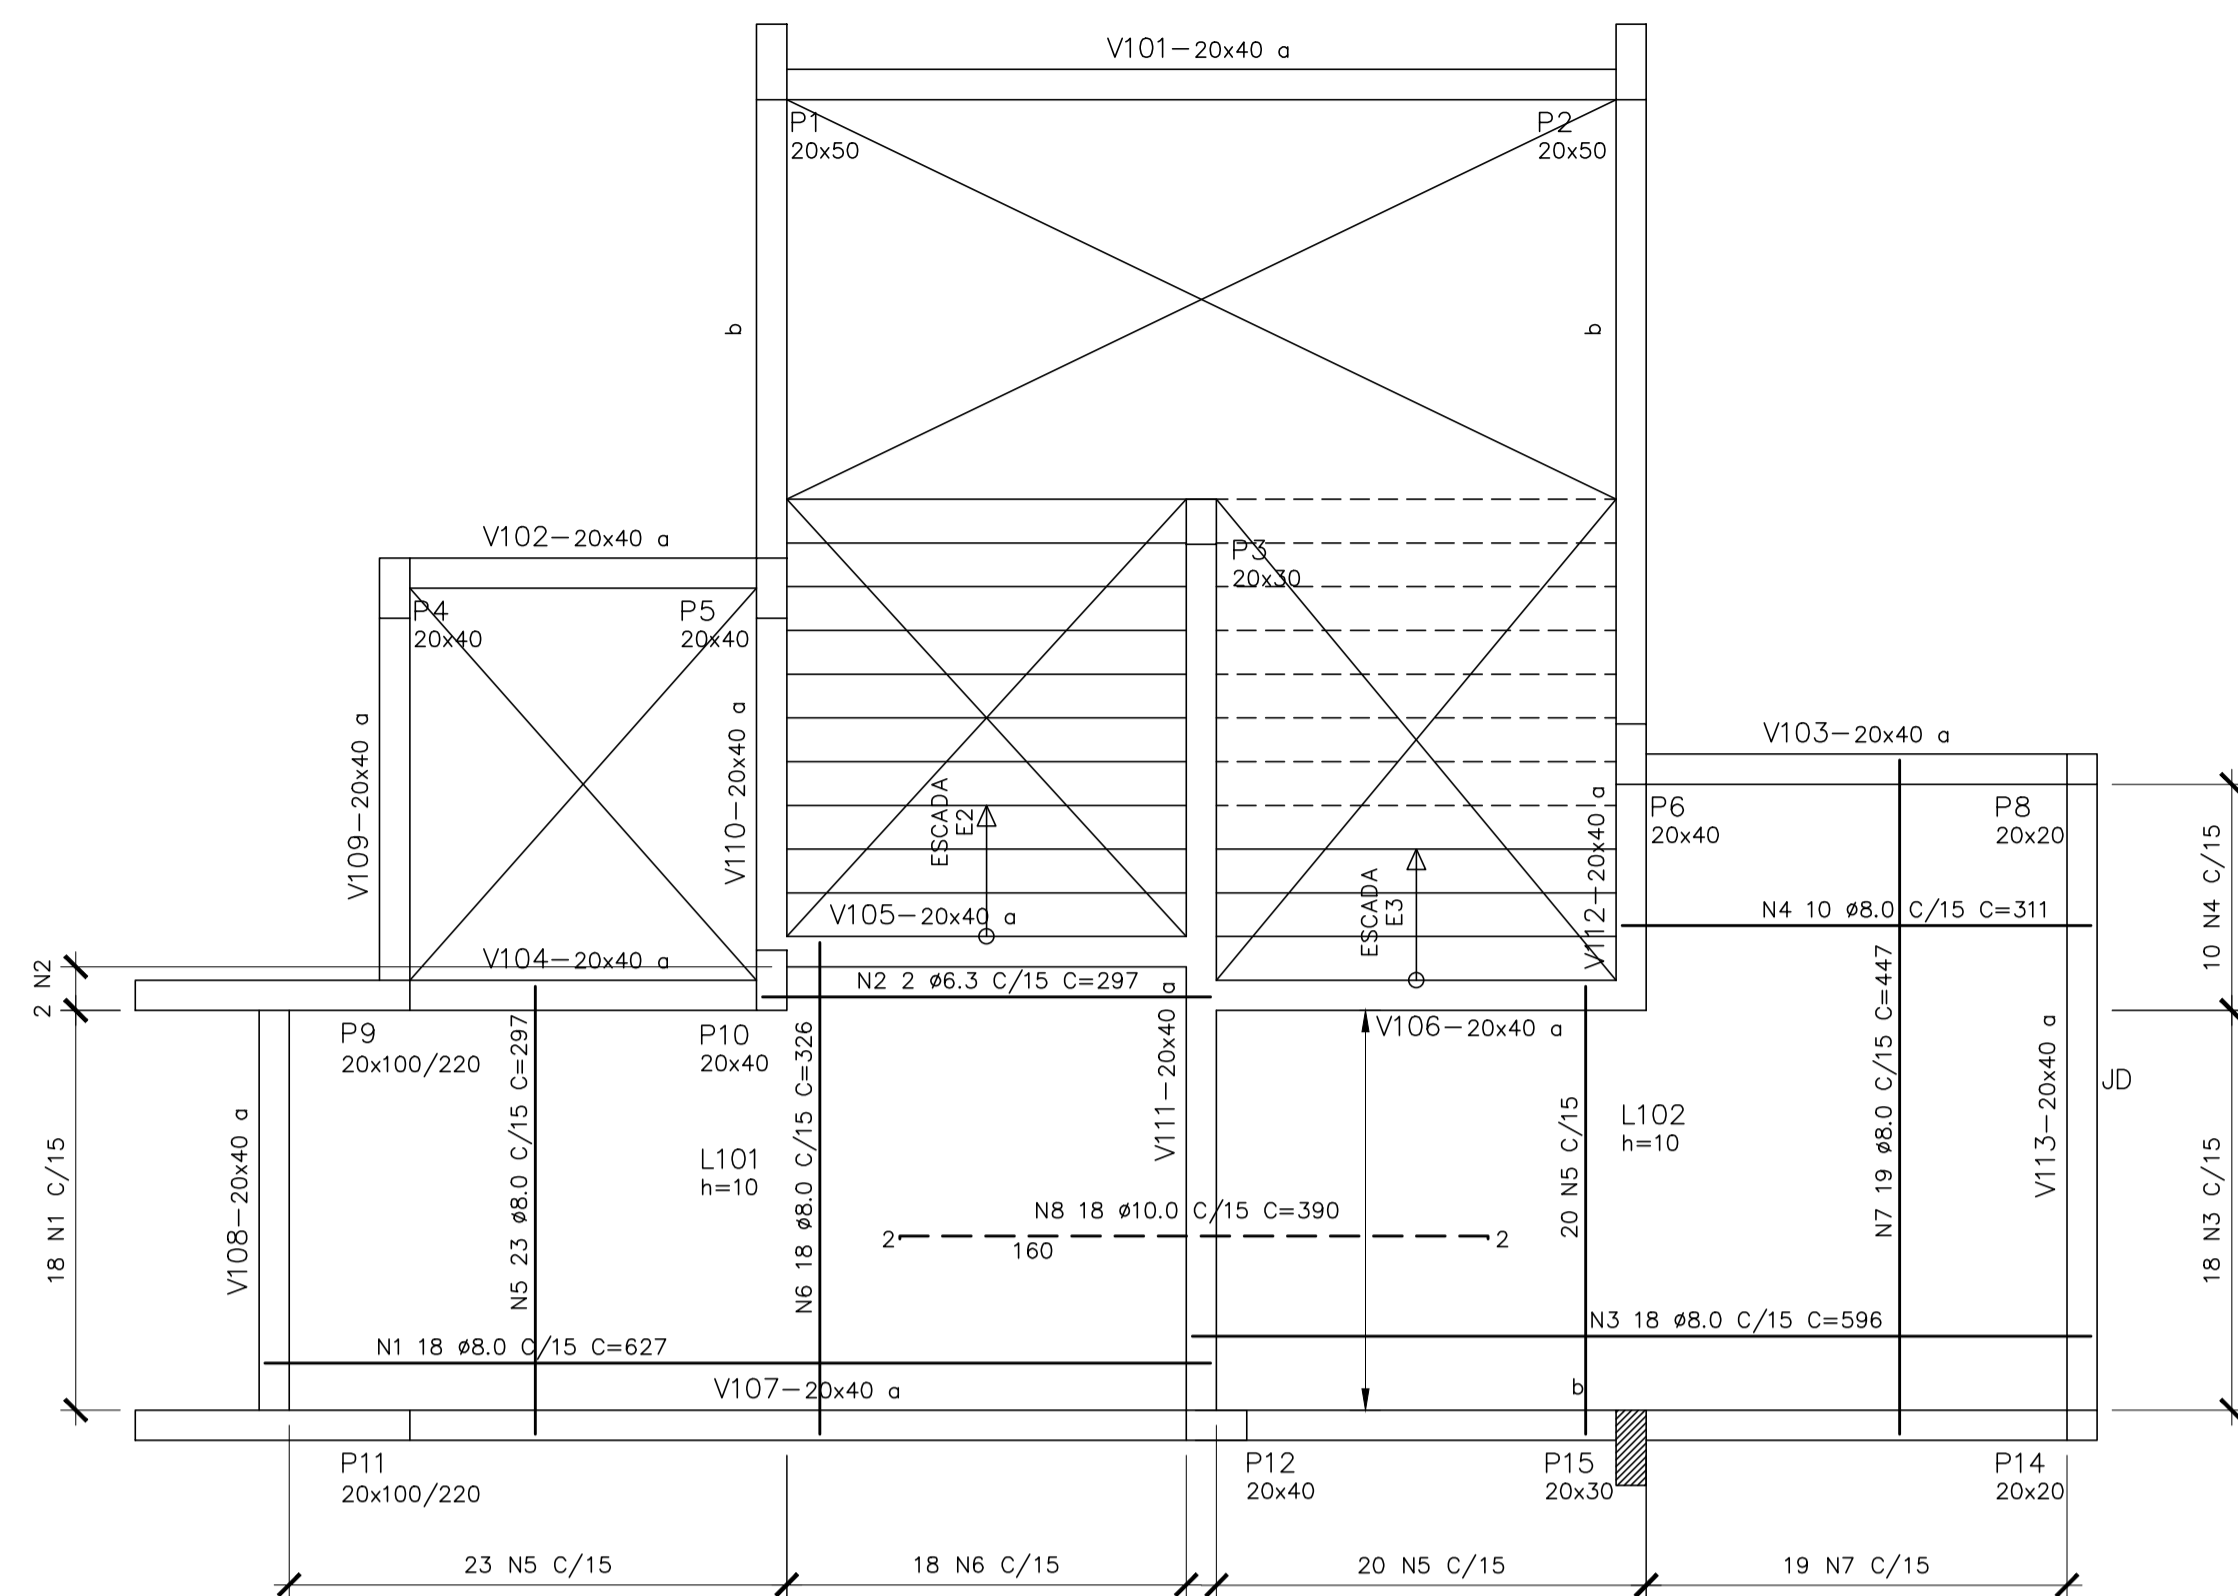 V101-20x40 a
P1
20x50
P2
20x50
b
b
V102-20x40 a
P3
20x30
P4
20x40
P5
20x40
V109-20x40 a
V110-20x40 a
ESCADA
E2
ESCADA
E3
V112-20x40 a
V103-20x40 a
P6
20x40
P8
20x20
10 N4 C/15
N4 10 ø8.0 C/15 C=311
V105-20x40 a
V104-20x40 a
2 N2
N2 2 ø6.3 C/15 C=297
V106-20x40 a
P9
20x100/220
P10
20x40
N5 23 ø8.0 C/15 C=297
N6 18 ø8.0 C/15 C=326
V111-20x40 a
N7 19 ø8.0 C/15 C=447
V113-20x40 a
JD
18 N1 C/15
V108-20x40 a
L101
h=10
20 N5 C/15
L102
h=10
18 N3 C/15
N8 18 ø10.0 C/15 C=390
2
160
2
N3 18 ø8.0 C/15 C=596
N1 18 ø8.0 C/15 C=627
V107-20x40 a
b
P11
20x100/220
P12
20x40
P15
20x30
P14
20x20
23 N5 C/15
18 N6 C/15
20 N5 C/15
19 N7 C/15